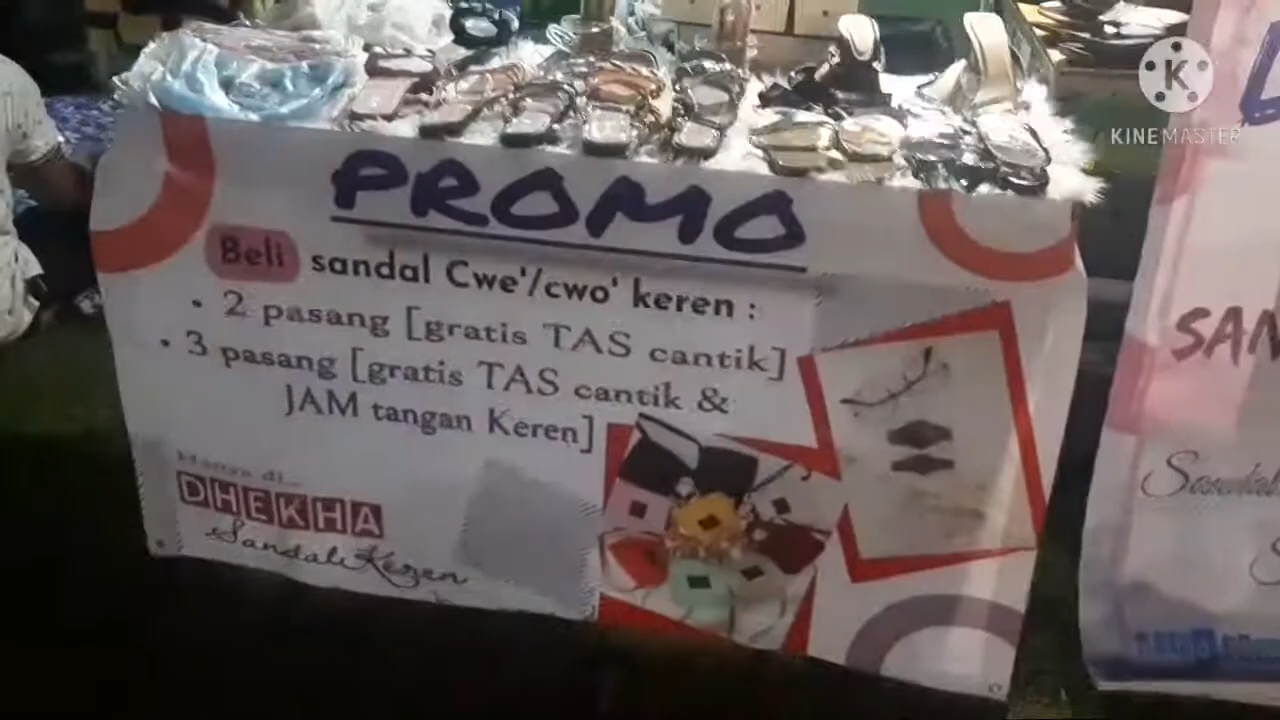 KINEMASTER
PROMO
Beli sandal Cwe'/cwo' keren :
• 2 pasang [gratis TAS cantik]
• 3 pasang [gratis TAS cantik &
JAM tangan Keren]
DHEKHA
Sandal Keren
SAN